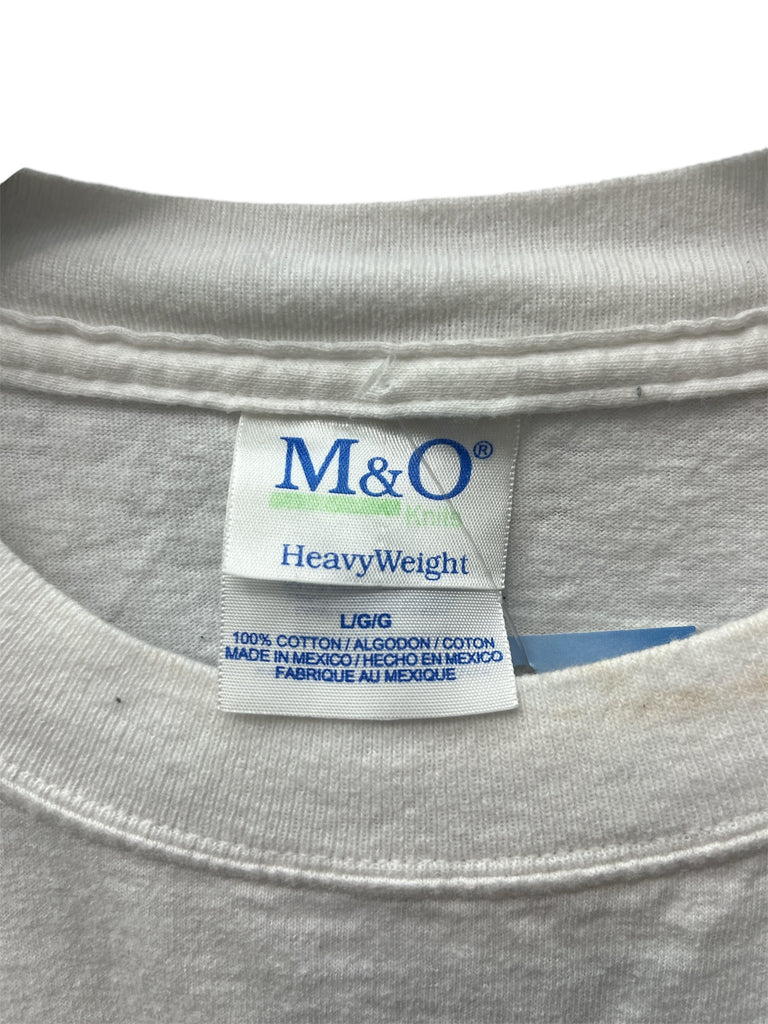 M&O®
Knits
HeavyWeight
L/G/G
100% COTTON / ALGODON / COTON
MADE IN MEXICO / HECHO EN MEXICO
FABRIQUE AU MEXIQUE